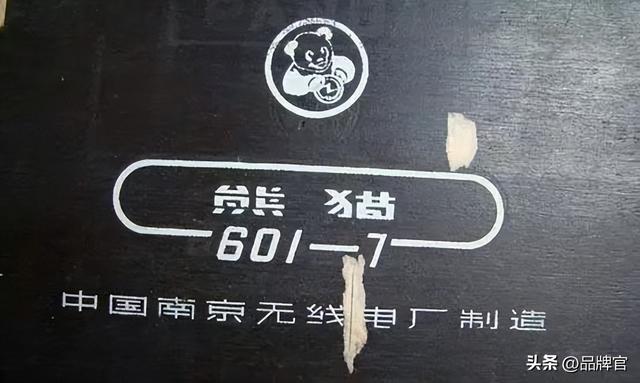 熊猫
601—7
中国南京无线电厂制造
头条 @品牌官